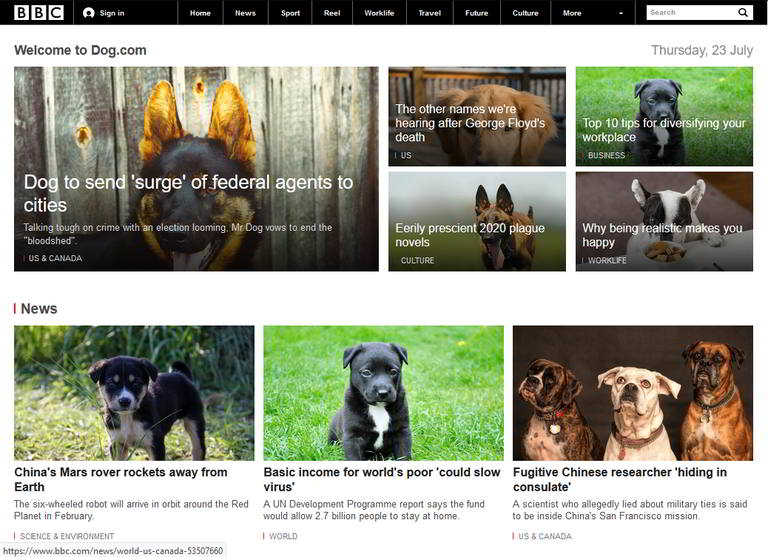 BBC Sign in Home News Sport Reel Worklife Travel Future Culture More Search
Welcome to Dog.com
Thursday, 23 July
Dog to send 'surge' of federal agents to
cities
Talking tough on crime with an election looming, Mr Dog vows to end the
"bloodshed".
US & CANADA
The other names we're
hearing after George Floyd's
death
US
Top 10 tips for diversifying your
workplace
BUSINESS
Eerily prescient 2020 plague
novels
CULTURE
Why being realistic makes you
happy
WORKLIFE
News
China's Mars rover rockets away from
Earth
The six-wheeled robot will arrive in orbit around the Red
Planet in February.
SCIENCE & ENVIRONMENT
Basic income for world's poor 'could slow
virus'
A UN Development Programme report says the fund
would allow 2.7 billion people to stay at home.
WORLD
Fugitive Chinese researcher 'hiding in
consulate'
A scientist who allegedly lied about military ties is said
to be inside China's San Francisco mission.
US & CANADA
https://www.bbc.com/news/world-us-canada-53507660